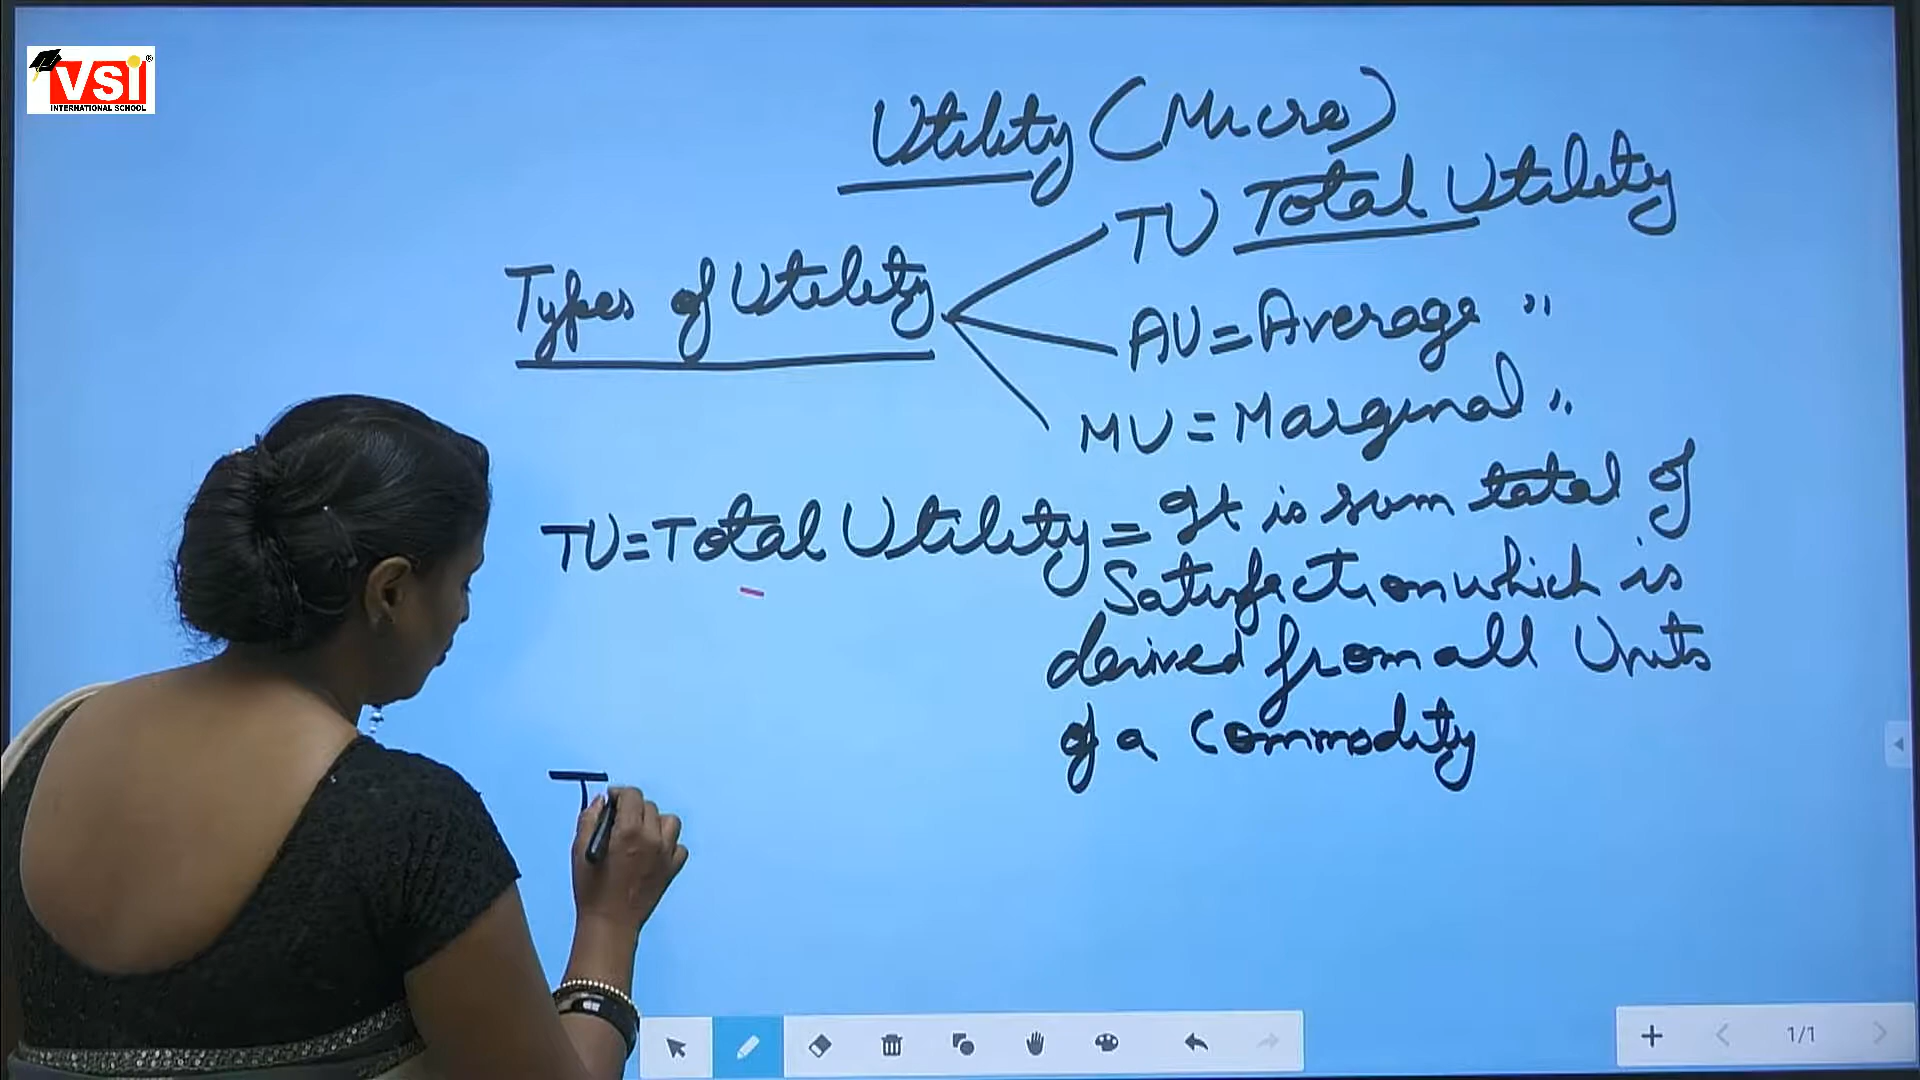 VSI
INTERNATIONAL SCHOOL
Utility (Micro)
Types of Utility
TU Total Utility
AU = Average "
MU = Marginal "
TU = Total Utility = It is sum total of
Satisfaction which is
derived from all Units
of a Commodity
T
1/1